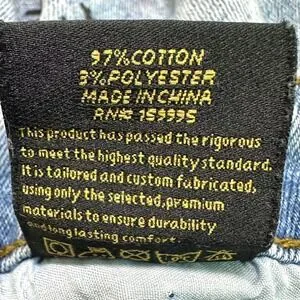 97% COTTON
3% POLYESTER
MADE IN CHINA
RN# 159995
This product has passed the rigorous
to meet the highest quality standard.
It is tailored and custom fabricated,
using only the selected, premium
materials to ensure durability
and long lasting comfort.